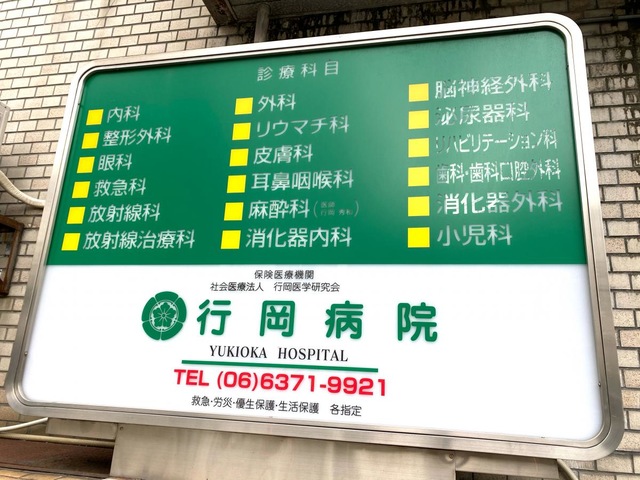 診療科目
内科
整形外科
眼科
救急科
放射線科
放射線治療科
外科
リウマチ科
皮膚科
耳鼻咽喉科
麻酔科(医師 行岡 秀和)
消化器内科
脳神経外科
泌尿器科
リハビリテーション科
歯科・歯科口腔外科
消化器外科
小児科
保険医療機関
社会医療法人 行岡医学研究会
行岡病院
YUKIOKA HOSPITAL
TEL (06)6371-9921
救急・労災・優生保護・生活保護 各指定